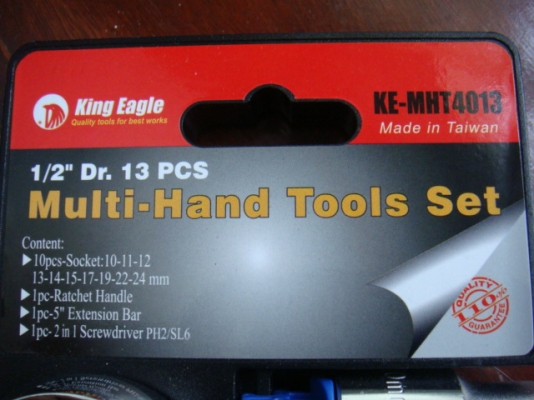 King Eagle
Quality tools for best works
KE-MHT4013
Made in Taiwan
1/2" Dr. 13 PCS
Multi-Hand Tools Set
Content:
▶10pcs-Socket:10-11-12
13-14-15-17-19-22-24 mm
▶1pc-Ratchet Handle
▶1pc-5" Extension Bar
▶1pc-2 in 1 Screwdriver PH2/SL6
QUALITY
110%
GUARANTEE